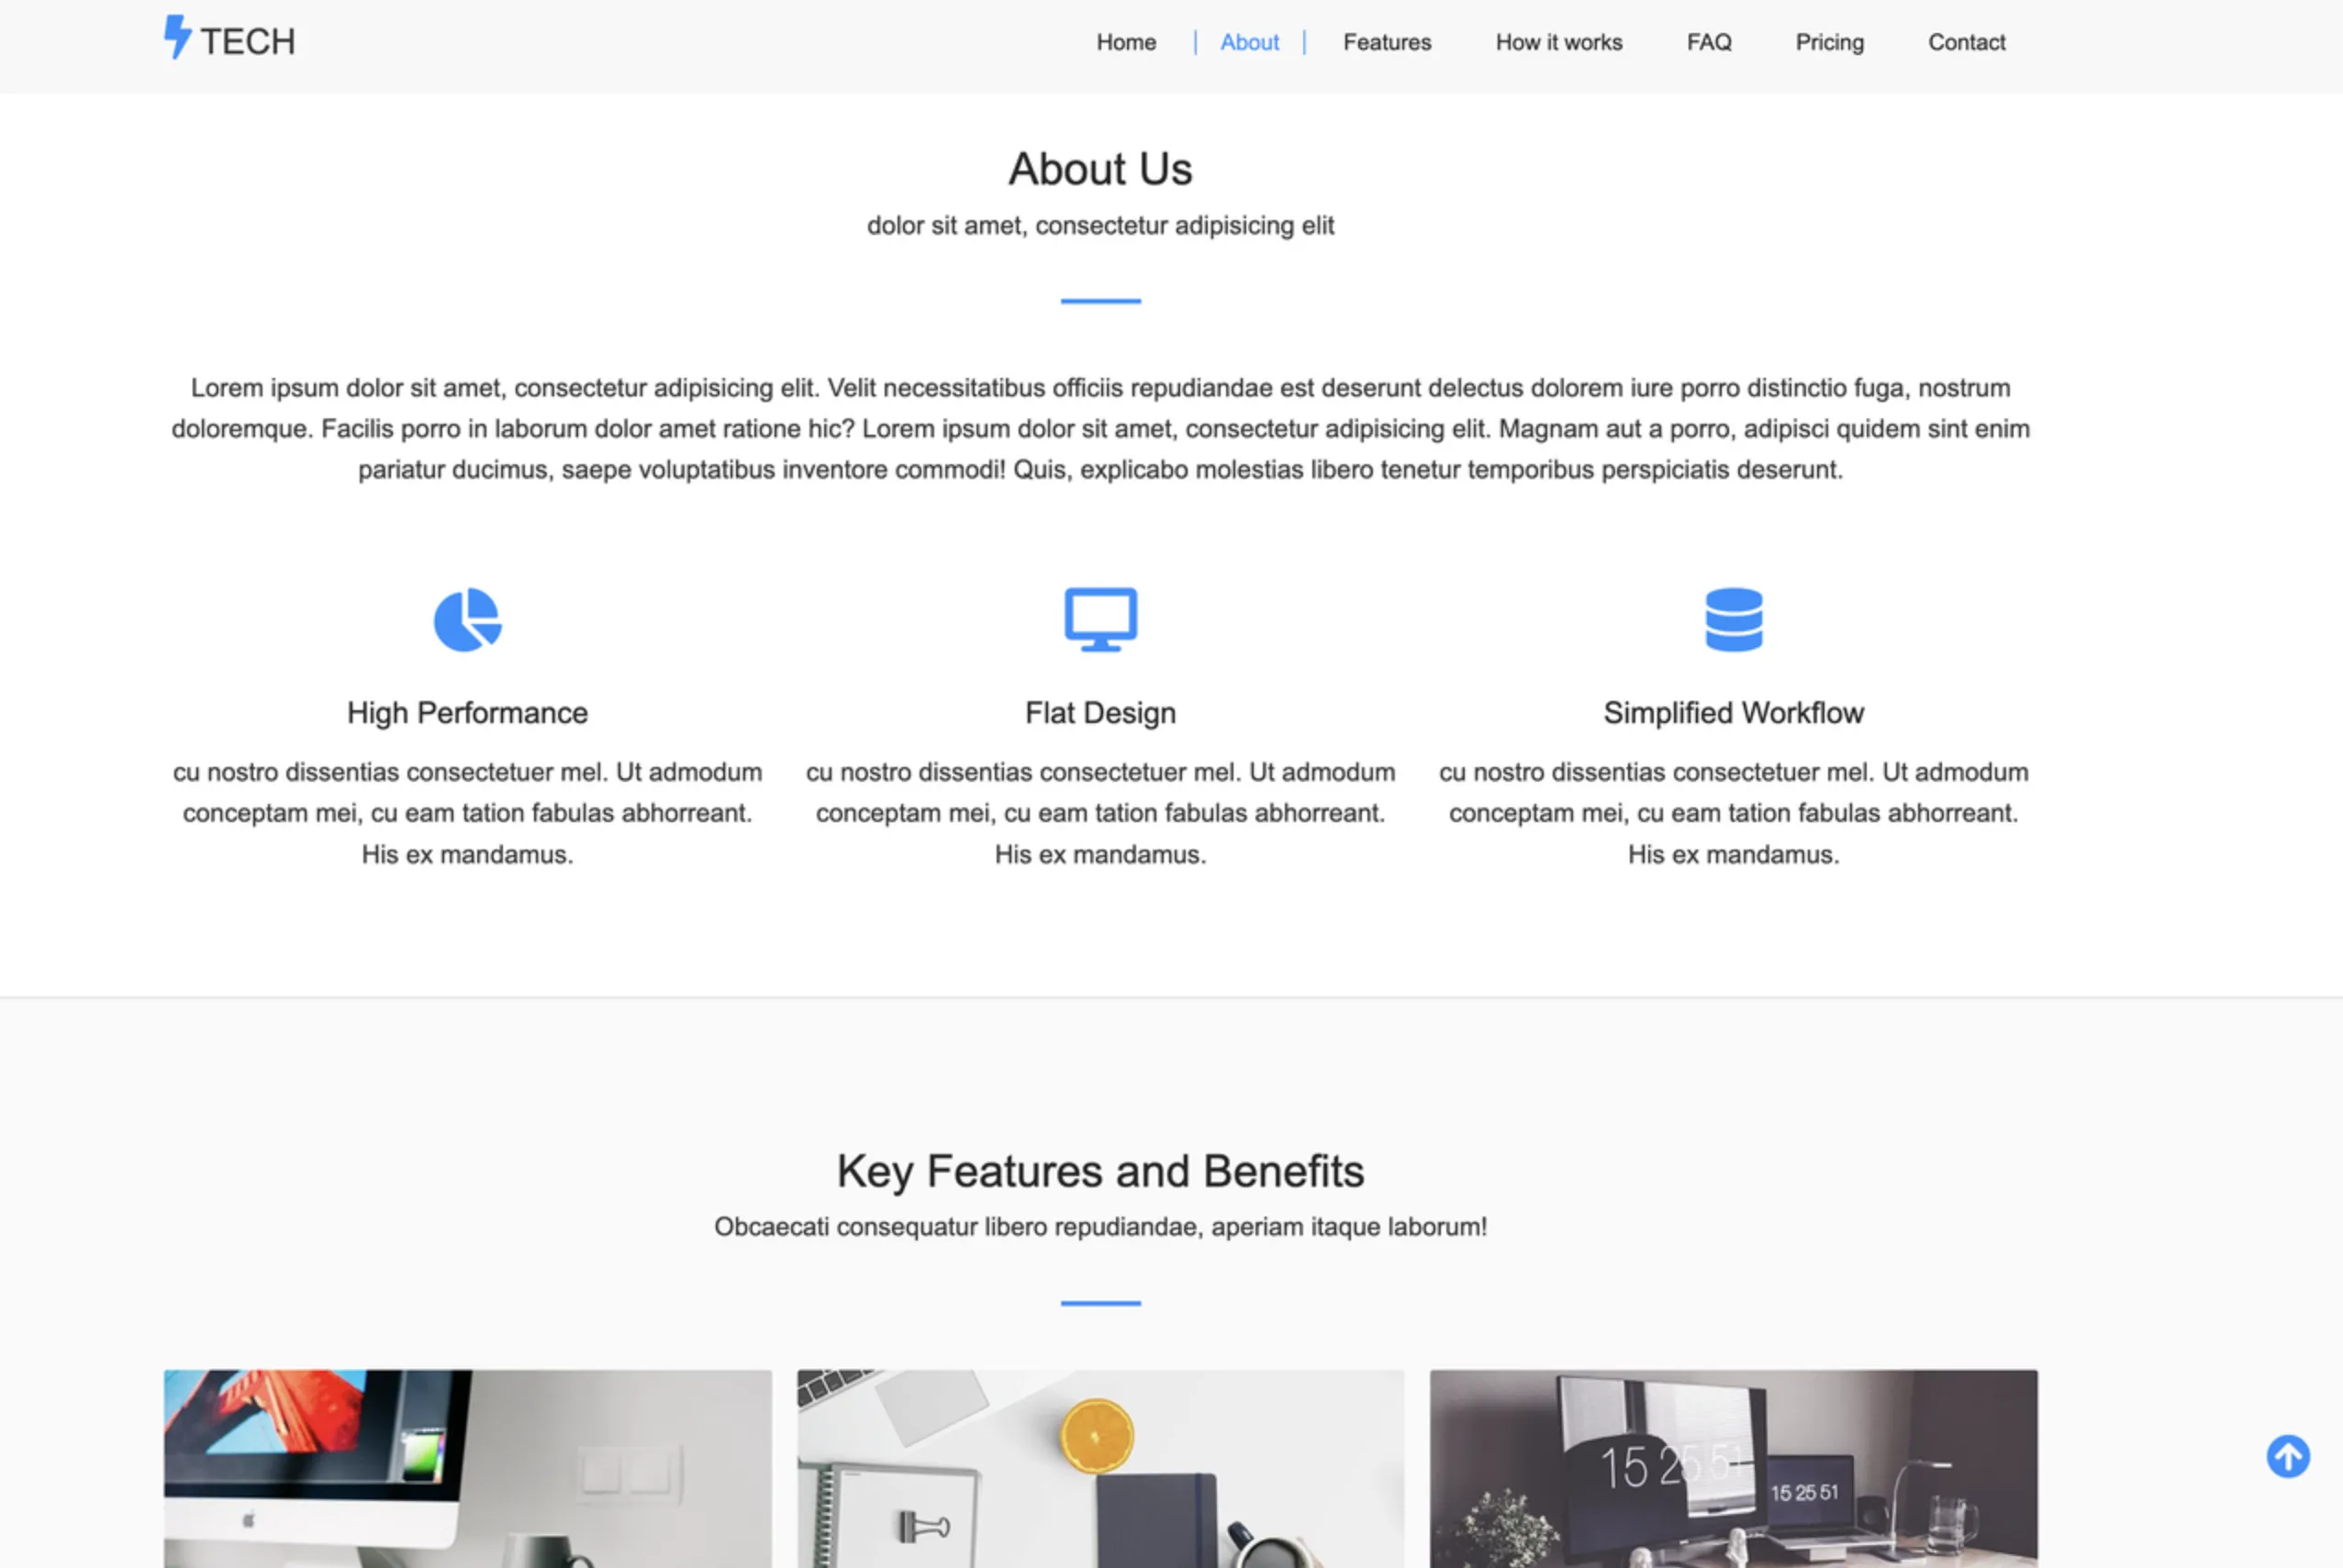 TECH
Home About Features How it works FAQ Pricing Contact
About Us
dolor sit amet, consectetur adipisicing elit
Lorem ipsum dolor sit amet, consectetur adipisicing elit. Velit necessitatibus officiis repudiandae est deserunt delectus dolorem iure porro distinctio fuga, nostrum
doloremque. Facilis porro in laborum dolor amet ratione hic? Lorem ipsum dolor sit amet, consectetur adipisicing elit. Magnam aut a porro, adipisci quidem sint enim
pariatur ducimus, saepe voluptatibus inventore commodi! Quis, explicabo molestias libero tenetur temporibus perspiciatis deserunt.
High Performance
cu nostro dissentias consectetuer mel. Ut admodum
conceptam mei, cu eam tation fabulas abhorreant.
His ex mandamus.
Flat Design
cu nostro dissentias consectetuer mel. Ut admodum
conceptam mei, cu eam tation fabulas abhorreant.
His ex mandamus.
Simplified Workflow
cu nostro dissentias consectetuer mel. Ut admodum
conceptam mei, cu eam tation fabulas abhorreant.
His ex mandamus.
Key Features and Benefits
Obcaecati consequatur libero repudiandae, aperiam itaque laborum!
15 25 51
15 25 51